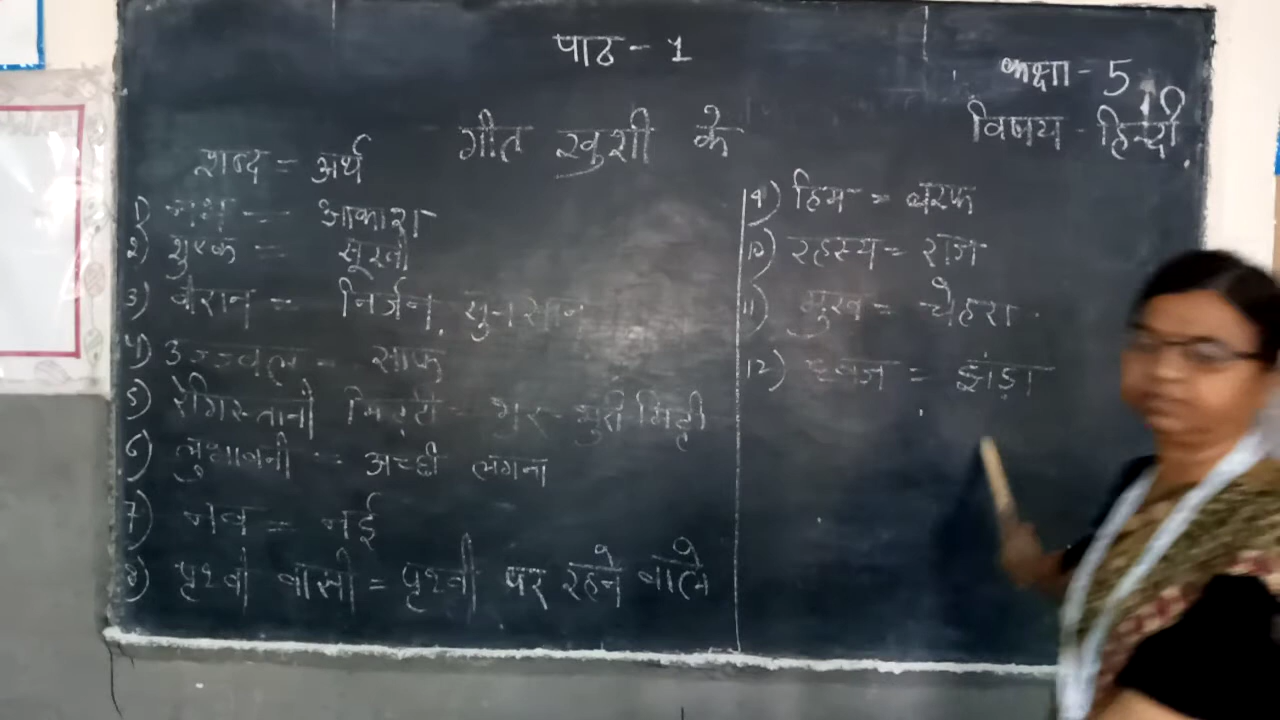 पाठ - 1
कक्षा - 5
विषय - हिन्दी
गीत खुशी के
शब्द = अर्थ
1) नभ = आकाश
2) शुष्क = सूखी
3) वीरान = निर्जन, सुनसान
4) उज्ज्वल = साफ
5) रेगिस्तानी मिट्टी - भुर-भुरी मिट्टी
6) लुभावनी = अच्छी लगना
7) नव = नई
8) पृथ्वी वासी = पृथ्वी पर रहने वाले
9) हिम = बरफ
10) रहस्य = राज
11) मुख = चेहरा
12) ध्वज = झंड़ा